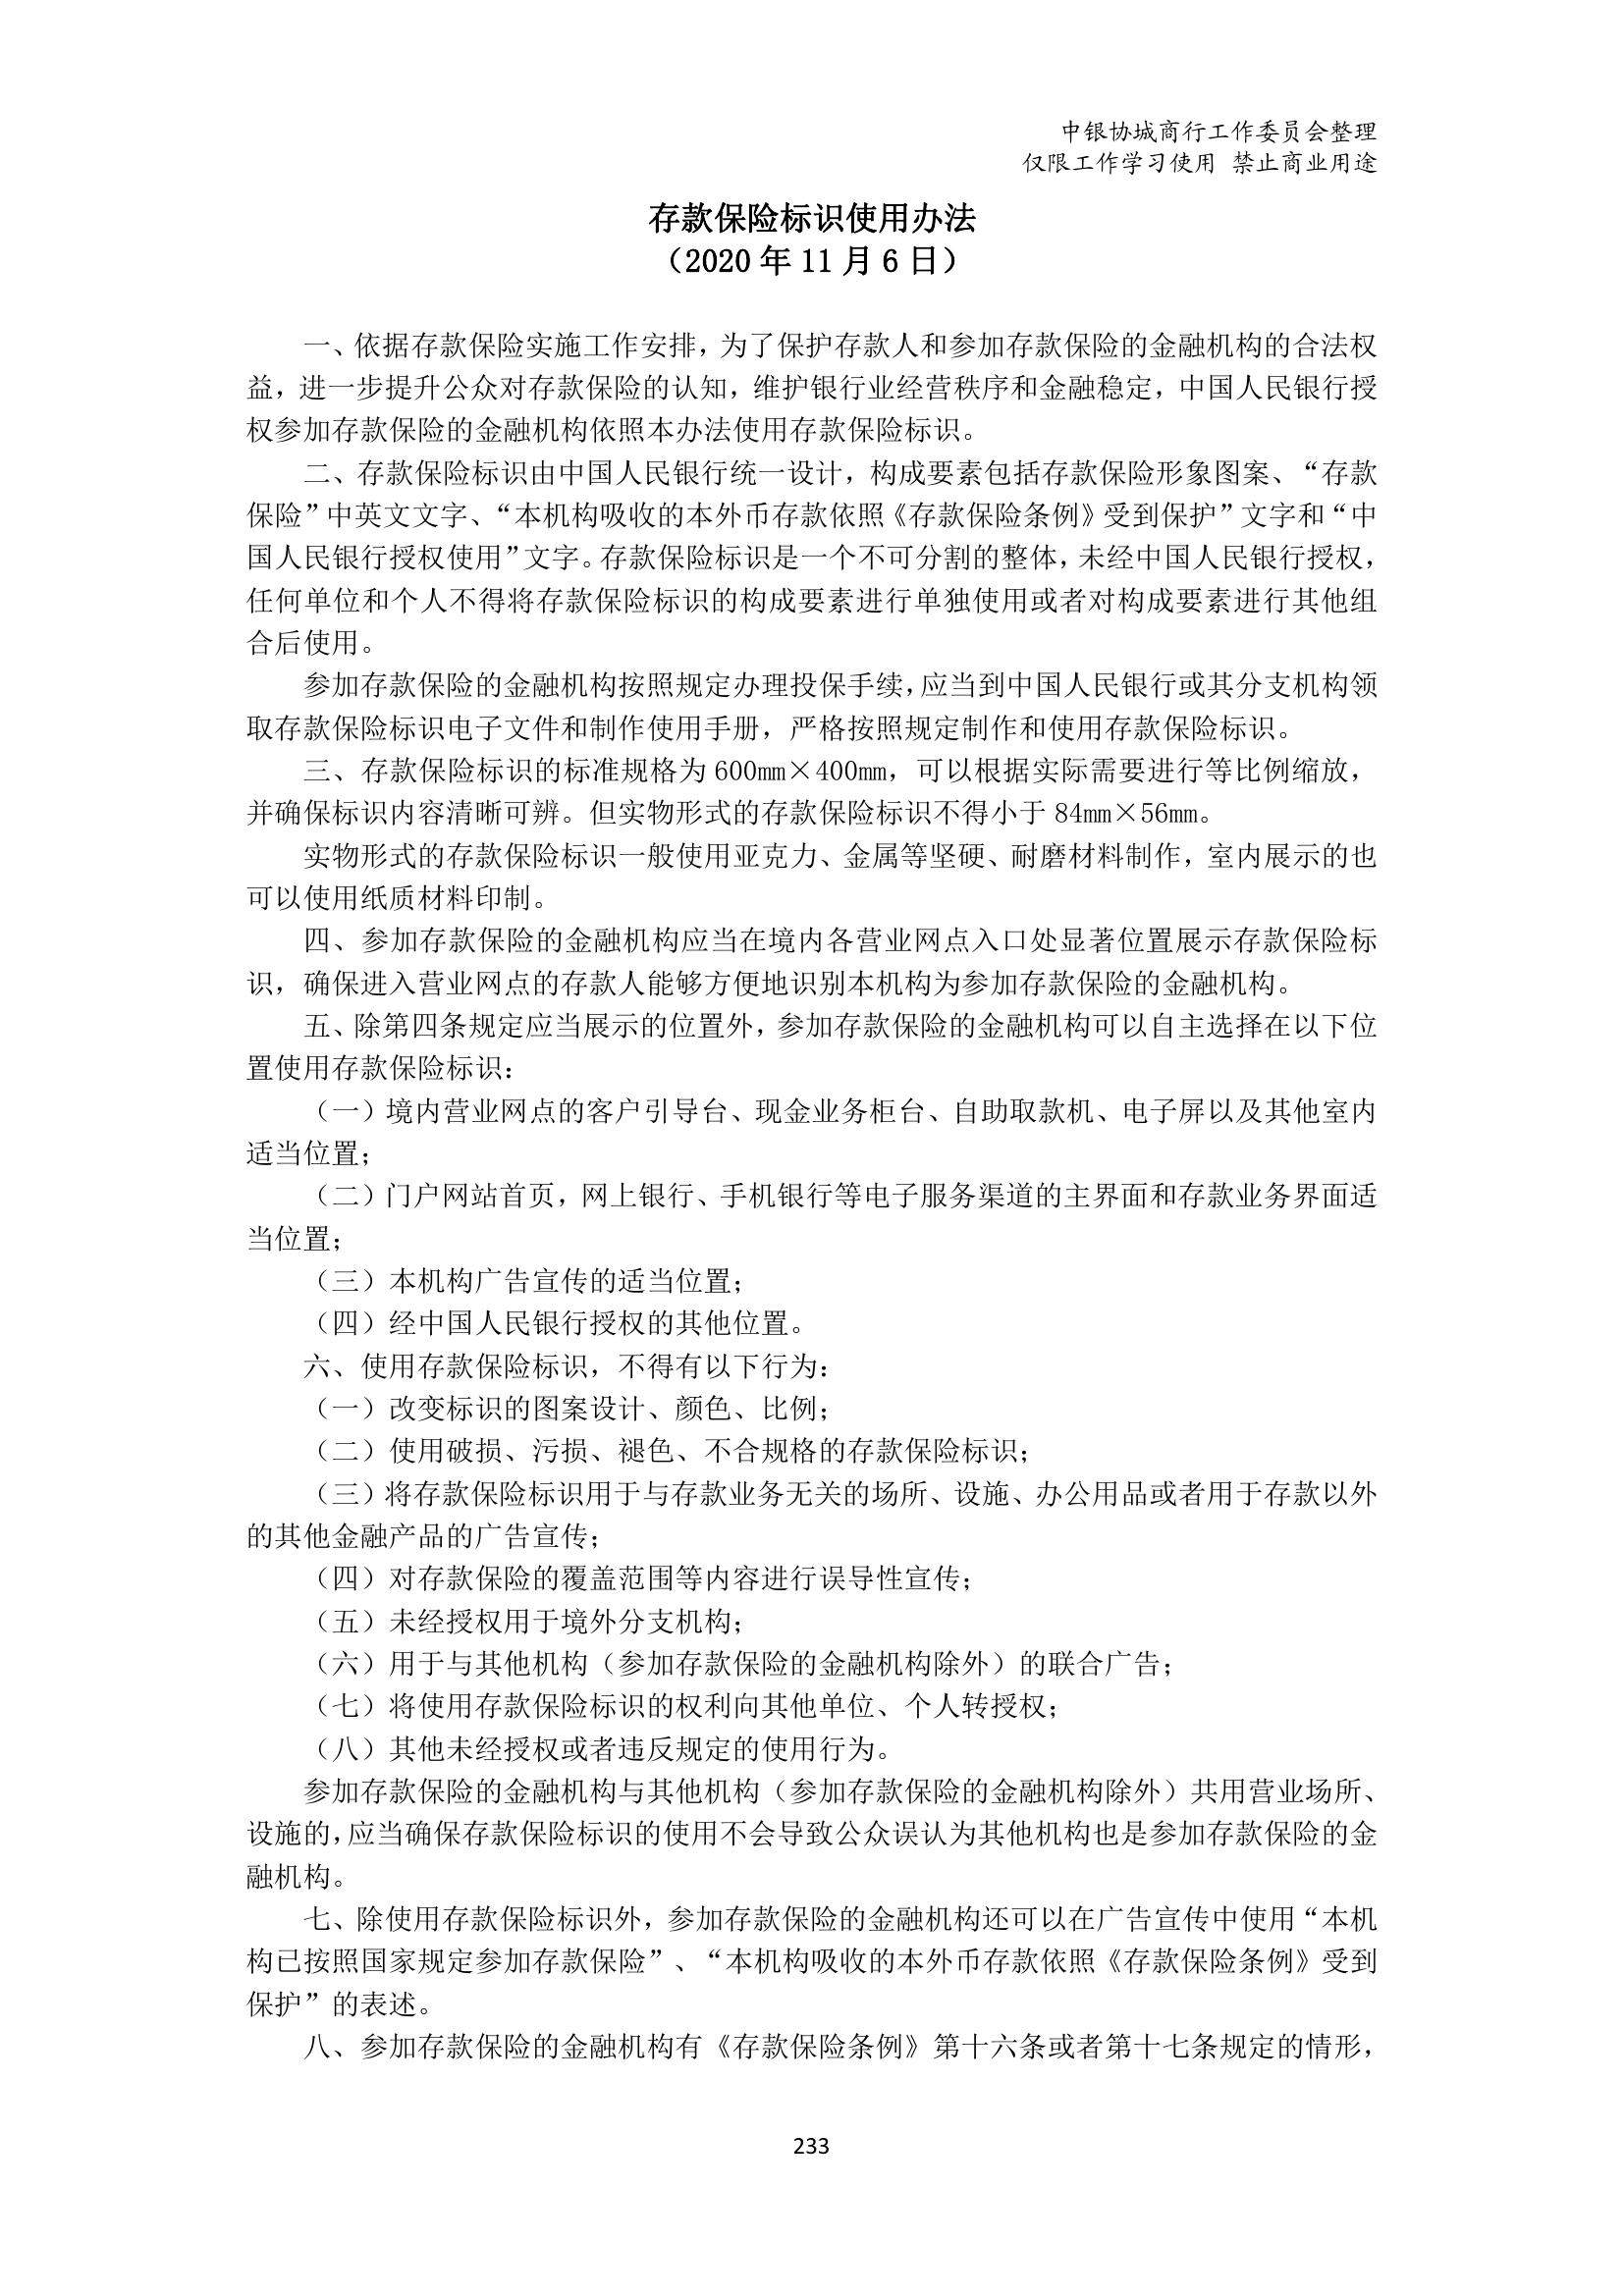 中银协城商行工作委员会整理
仅限工作学习使用 禁止商业用途
存款保险标识使用办法
（2020 年 11 月 6 日）
一、依据存款保险实施工作安排，为了保护存款人和参加存款保险的金融机构的合法权
益，进一步提升公众对存款保险的认知，维护银行业经营秩序和金融稳定，中国人民银行授
权参加存款保险的金融机构依照本办法使用存款保险标识。
二、存款保险标识由中国人民银行统一设计，构成要素包括存款保险形象图案、“存款
保险”中英文文字、“本机构吸收的本外币存款依照《存款保险条例》受到保护”文字和“中
国人民银行授权使用”文字。存款保险标识是一个不可分割的整体，未经中国人民银行授权，
任何单位和个人不得将存款保险标识的构成要素进行单独使用或者对构成要素进行其他组
合后使用。
参加存款保险的金融机构按照规定办理投保手续，应当到中国人民银行或其分支机构领
取存款保险标识电子文件和制作使用手册，严格按照规定制作和使用存款保险标识。
三、存款保险标识的标准规格为 600mm×400mm，可以根据实际需要进行等比例缩放，
并确保标识内容清晰可辨。但实物形式的存款保险标识不得小于 84mm×56mm。
实物形式的存款保险标识一般使用亚克力、金属等坚硬、耐磨材料制作，室内展示的也
可以使用纸质材料印制。
四、参加存款保险的金融机构应当在境内各营业网点入口处显著位置展示存款保险标
识，确保进入营业网点的存款人能够方便地识别本机构为参加存款保险的金融机构。
五、除第四条规定应当展示的位置外，参加存款保险的金融机构可以自主选择在以下位
置使用存款保险标识：
（一）境内营业网点的客户引导台、现金业务柜台、自助取款机、电子屏以及其他室内
适当位置；
（二）门户网站首页，网上银行、手机银行等电子服务渠道的主界面和存款业务界面适
当位置；
（三）本机构广告宣传的适当位置；
（四）经中国人民银行授权的其他位置。
六、使用存款保险标识，不得有以下行为：
（一）改变标识的图案设计、颜色、比例；
（二）使用破损、污损、褪色、不合规格的存款保险标识；
（三）将存款保险标识用于与存款业务无关的场所、设施、办公用品或者用于存款以外
的其他金融产品的广告宣传；
（四）对存款保险的覆盖范围等内容进行误导性宣传；
（五）未经授权用于境外分支机构；
（六）用于与其他机构（参加存款保险的金融机构除外）的联合广告；
（七）将使用存款保险标识的权利向其他单位、个人转授权；
（八）其他未经授权或者违反规定的使用行为。
参加存款保险的金融机构与其他机构（参加存款保险的金融机构除外）共用营业场所、
设施的，应当确保存款保险标识的使用不会导致公众误认为其他机构也是参加存款保险的金
融机构。
七、除使用存款保险标识外，参加存款保险的金融机构还可以在广告宣传中使用“本机
构已按照国家规定参加存款保险”、“本机构吸收的本外币存款依照《存款保险条例》受到
保护”的表述。
八、参加存款保险的金融机构有《存款保险条例》第十六条或者第十七条规定的情形，
233